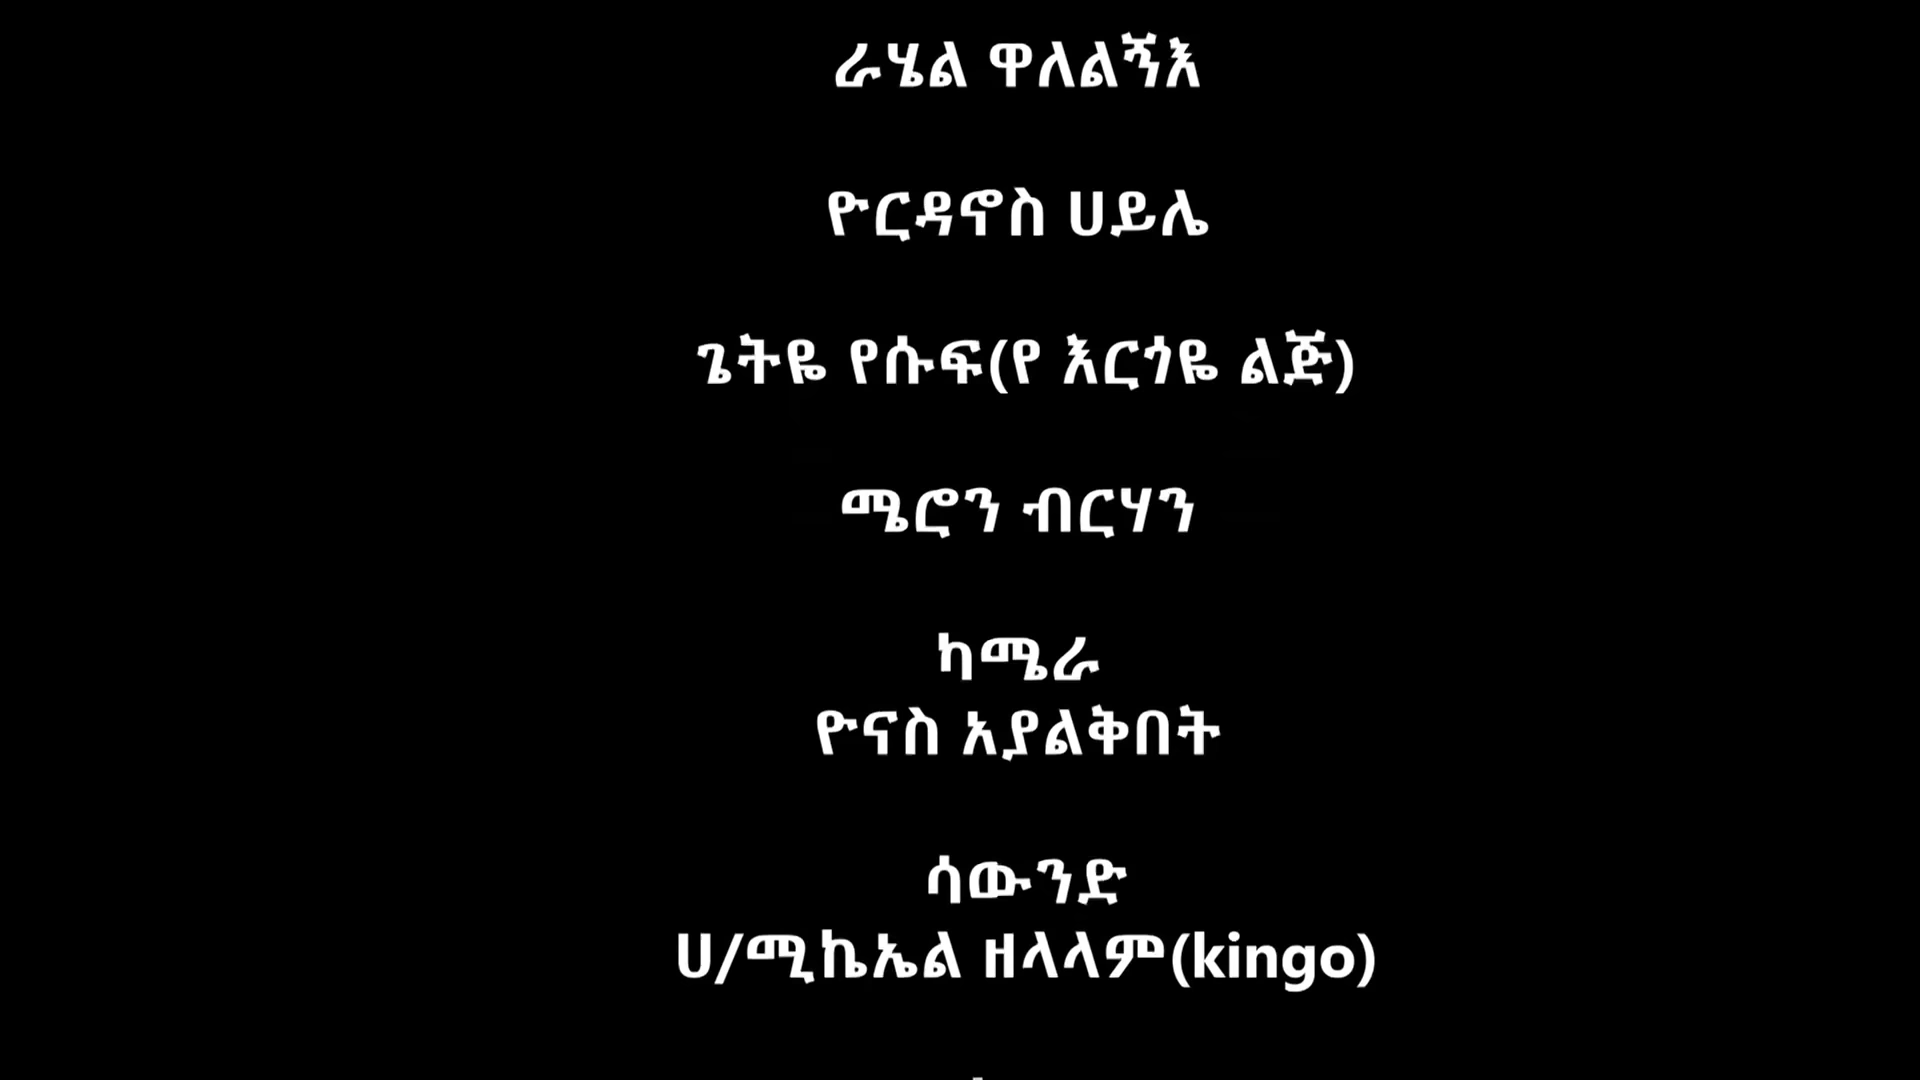 ራሄል ዋለልኝእ
ዮርዳኖስ ሀይሌ
ጌትዬ የሱፍ(የ እርጎዬ ልጅ)
ሜሮን ብርሃን
ካሜራ
ዮናስ አያልቅበት
ሳውንድ
ሀ/ሚኬኤል ዘላላም(kingo)